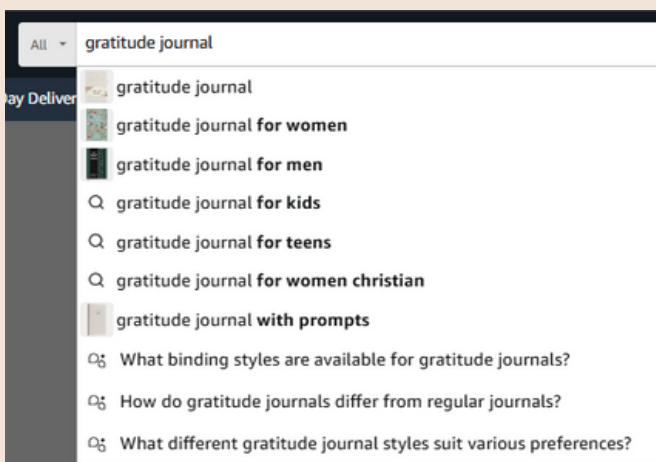 All
gratitude journal
gratitude journal
ay Deliver
gratitude journal for women
gratitude journal for men
gratitude journal for kids
gratitude journal for teens
gratitude journal for women christian
gratitude journal with prompts
What binding styles are available for gratitude journals?
How do gratitude journals differ from regular journals?
What different gratitude journal styles suit various preferences?